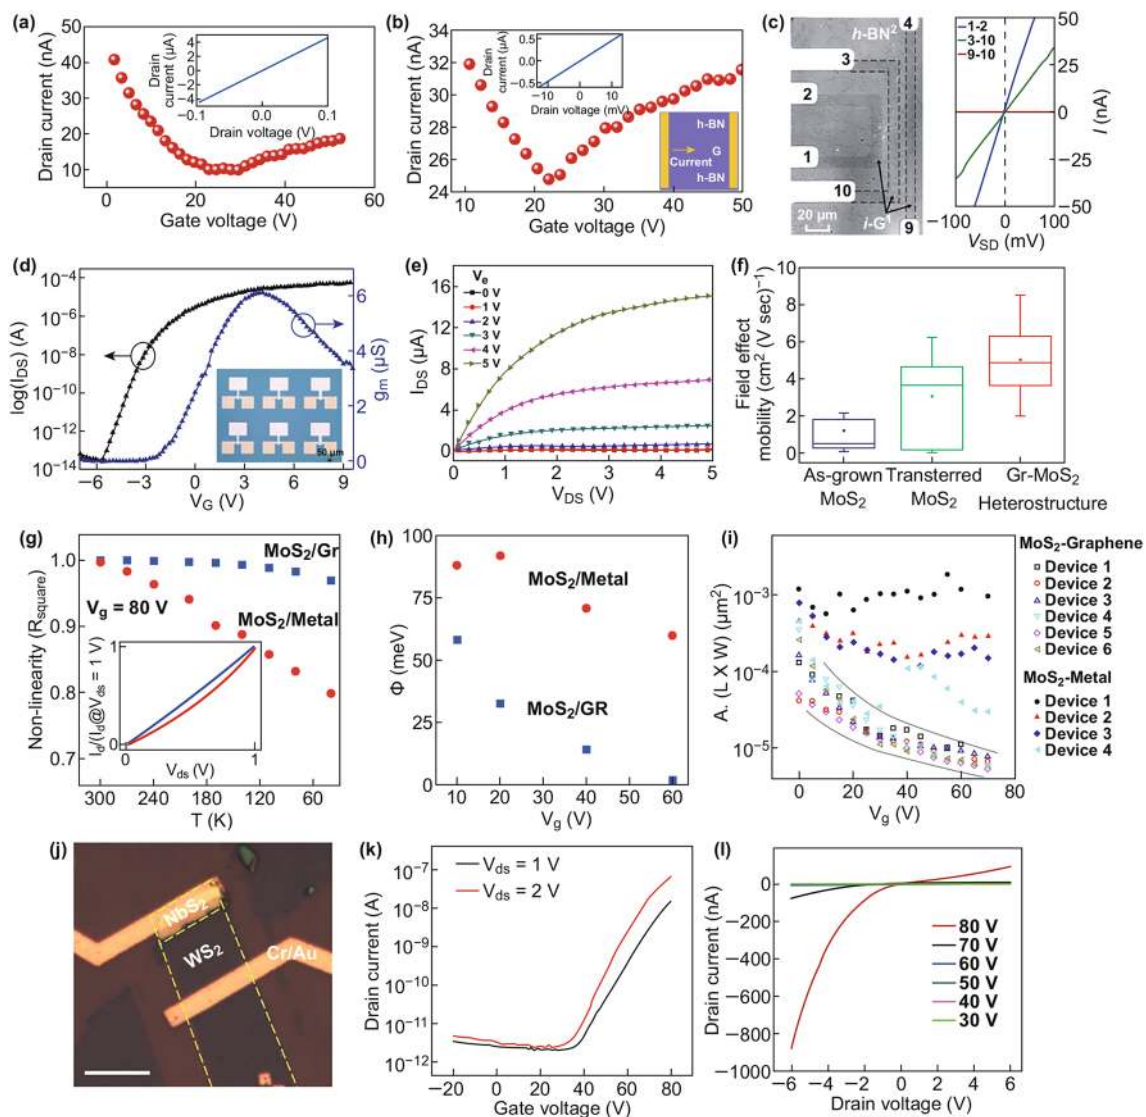 (a)
50
40
30
20
10
Drain current (nA)
0
20
40
60
Gate voltage (V)
Drain
current (µA)
4
2
0
−2
−4
−0.1
0.0
0.1
Drain voltage (V)
(b)
34
32
30
28
26
24
Drain current (nA)
10
20
30
40
50
Gate voltage (V)
Drain
current (µA)
0.5
0.0
−0.5
−10
0
10
Drain voltage (mV)
h-BN
G
Current
h-BN
(c)
4
h-BN²
3
2
1
10
20 µm
i-G¹
9
1-2
3-10
9-10
50
25
0
−25
−50
I (nA)
−100
0
100
V_SD (mV)
(d)
10⁻⁴
10⁻⁶
10⁻⁸
10⁻¹⁰
10⁻¹²
10⁻¹⁴
log(I_DS) (A)
−6
−3
0
3
6
9
V_G (V)
6
4
2
0
g_m (µS)
50 µm
(e)
V_e
0 V
1 V
2 V
3 V
4 V
5 V
18
15
12
9
6
3
0
I_DS (µA)
0
1
2
3
4
5
V_DS (V)
(f)
10
8
6
4
2
0
Field effect
mobility (cm² (V sec)⁻¹
As-grown
MoS₂
Transterred
MoS₂
Gr-MoS₂
Heterostructure
(g)
1.0
0.9
0.8
0.7
Non-linearity (R_square)
MoS₂/Gr
V_g = 80 V
MoS₂/Metal
I_d/(I_d@V_ds = 1 V)
1
0
0
1
V_ds (V)
300
240
170
120
60
T (K)
(h)
100
75
50
25
0
Φ (meV)
MoS₂/Metal
MoS₂/GR
10
20
30
40
50
60
V_g (V)
(i)
10⁻³
10⁻⁴
10⁻⁵
A. (L X W) (µm²)
0
20
40
60
80
V_g (V)
MoS₂-Graphene
Device 1
Device 2
Device 3
Device 4
Device 5
Device 6
MoS₂-Metal
Device 1
Device 2
Device 3
Device 4
(j)
NbS₂
WS₂
Cr/Au
(k)
V_ds = 1 V
V_ds = 2 V
10⁻⁷
10⁻⁸
10⁻⁹
10⁻¹⁰
10⁻¹¹
10⁻¹²
Drain current (A)
−20
0
20
40
60
80
Gate voltage (V)
(l)
200
0
−200
−400
−600
−800
−1000
Drain current (nA)
80 V
70 V
60 V
50 V
40 V
30 V
−6
−4
−2
0
2
4
6
Drain voltage (V)